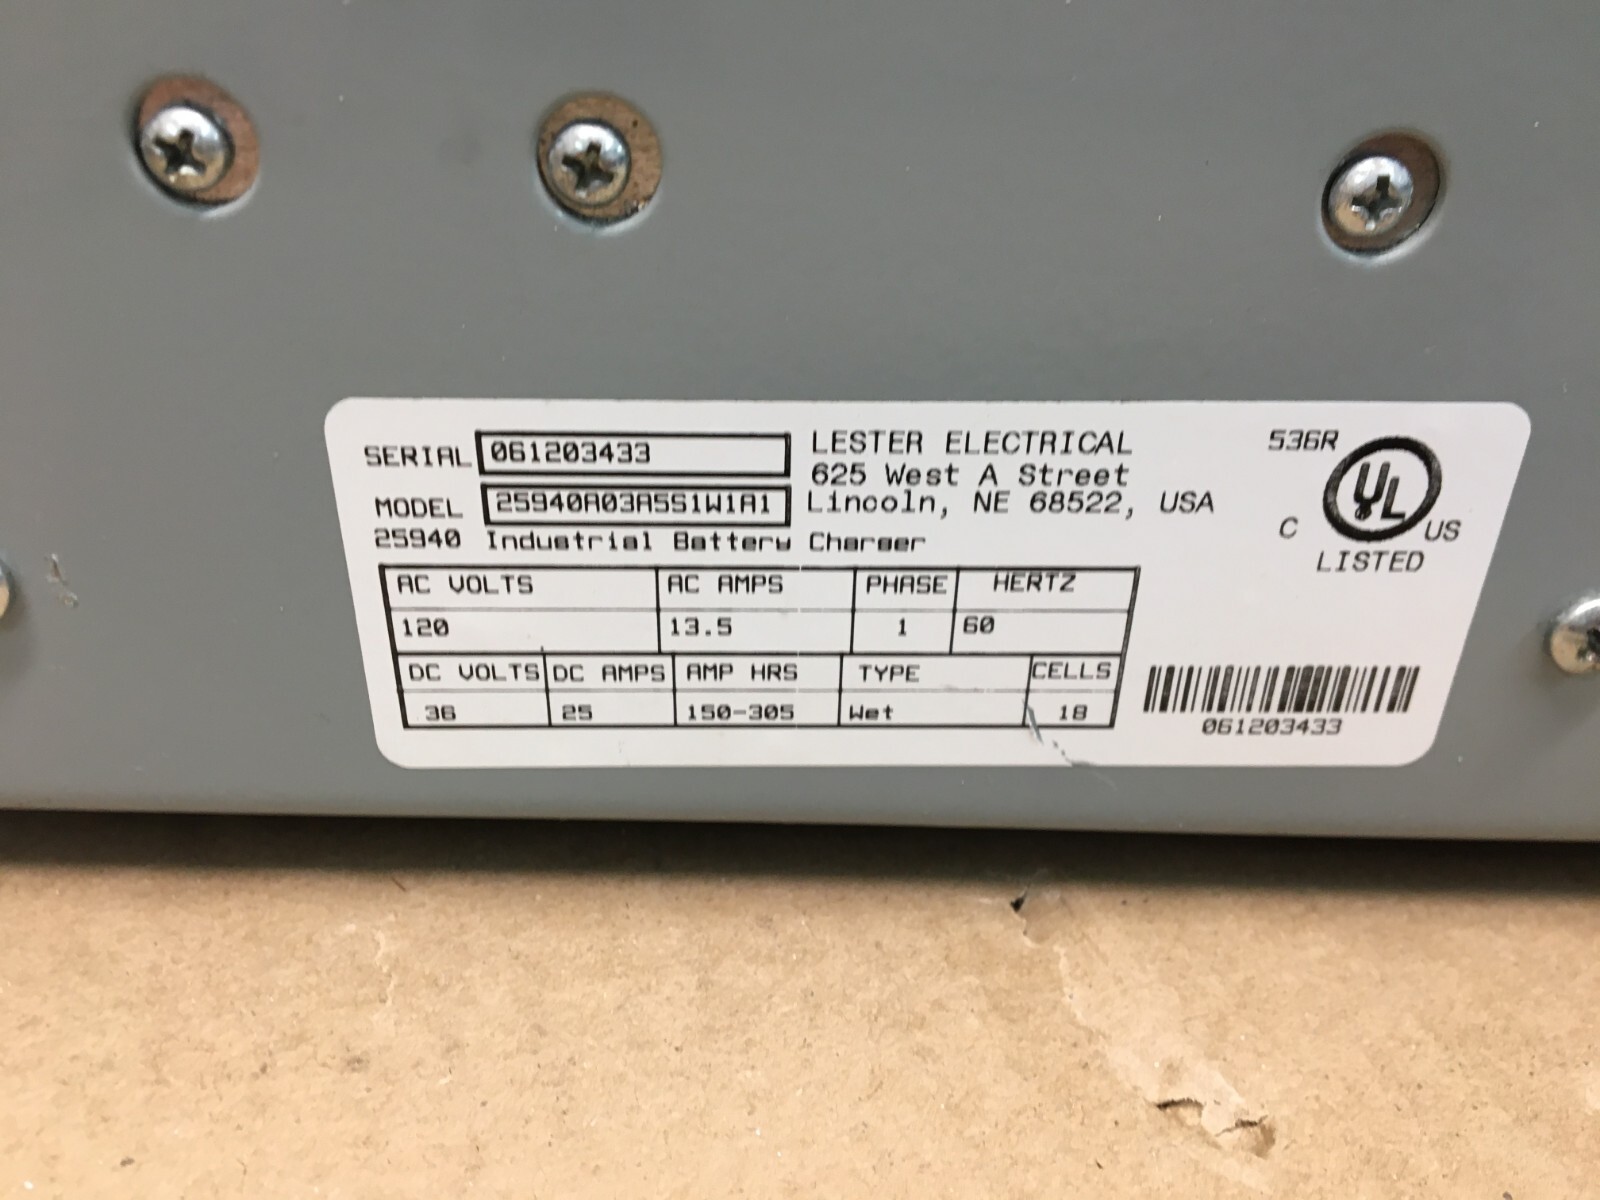 SERIAL 061203433
MODEL 25940A03A5S1W1A1
25940 Industrial Battery Charger
LESTER ELECTRICAL
625 West A Street
Lincoln, NE 68522, USA
536R
UL
C US
LISTED
AC VOLTS AC AMPS PHASE HERTZ
120 13.5 1 60
DC VOLTS DC AMPS AMP HRS TYPE CELLS
36 25 150-305 Wet 18
061203433